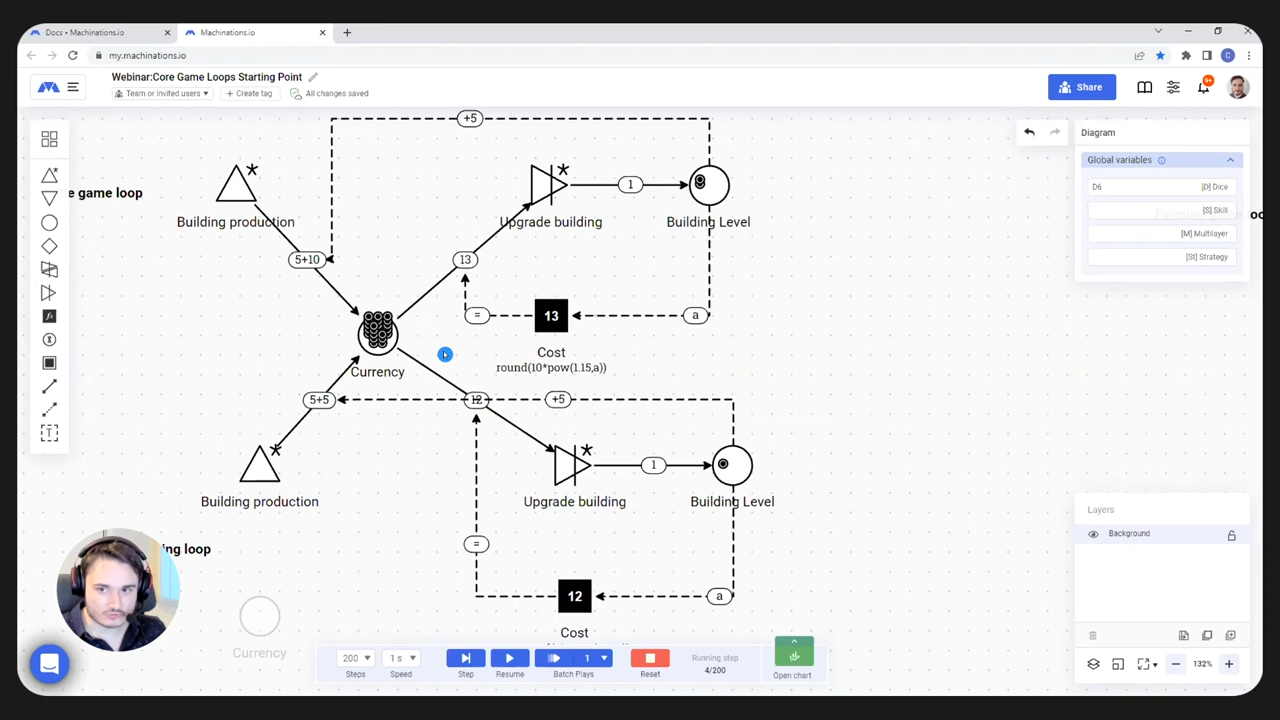 Docs • Machinations.io
Machinations.io
my.machinations.io
C
Webinar:Core Game Loops Starting Point
Team or invited users
+ Create tag
All changes saved
Share
9+
+5
Diagram
Global variables
D6
[D] Dice
[S] Skill
[M] Multilayer
[St] Strategy
e game loop
Building production
Upgrade building
1
Building Level
5+10
13
=
13
a
Cost
round(10*pow(1.15,a))
Currency
5+5
12
+5
1
Building production
Upgrade building
Building Level
=
ing loop
12
a
Cost
Currency
Layers
Background
200
Steps
1 s
Speed
Step
Resume
1
Batch Plays
Reset
Running step
4/200
Open chart
132%